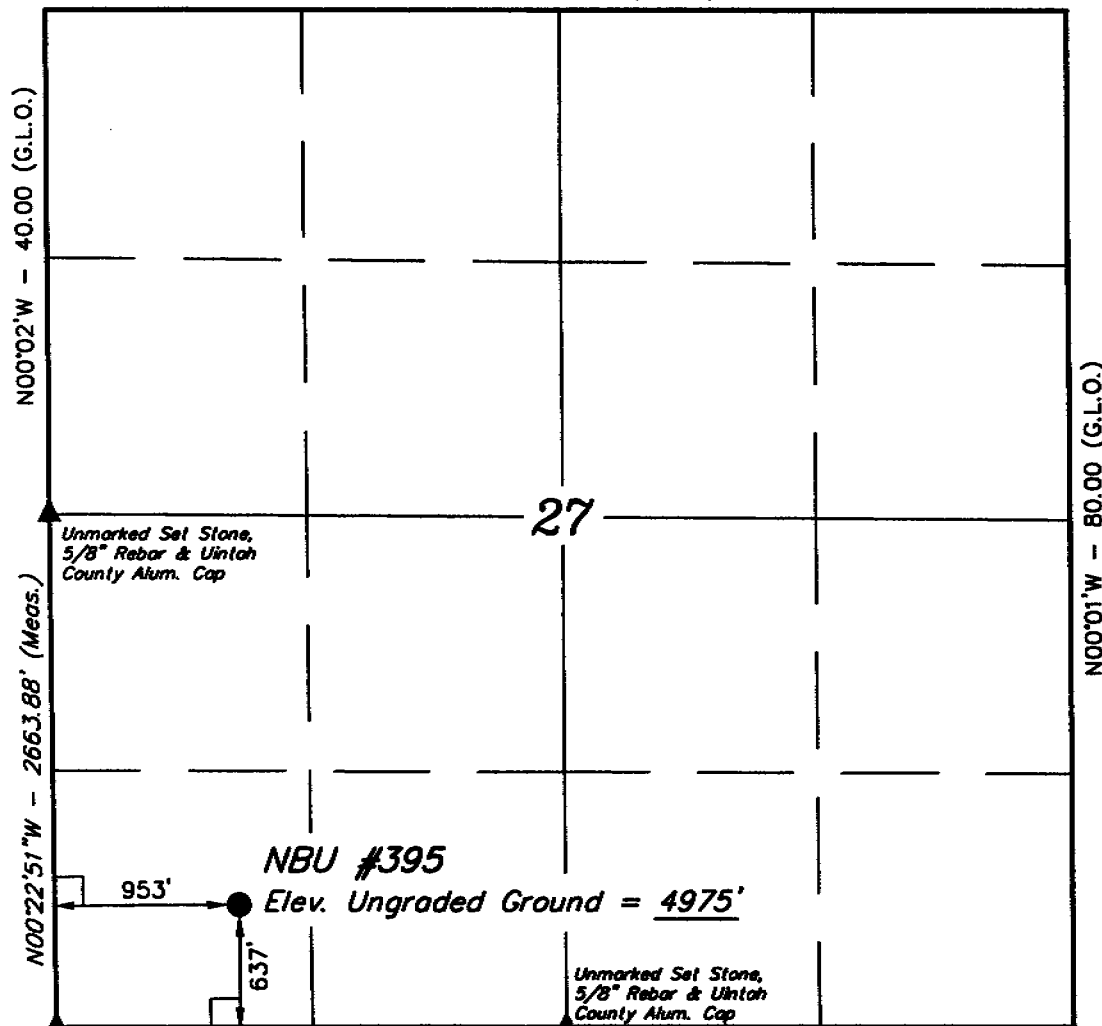 N00°02'W – 40.00 (G.L.O.)
27
Unmarked Set Stone,
5/8" Rebar & Uintah
County Alum. Cap
N00°01'W – 80.00 (G.L.O.)
N00°22'51"W – 2663.88' (Meas.)
NBU #395
953'
Elev. Ungraded Ground = 4975'
637'
Unmarked Set Stone,
5/8" Rebar & Uintah
County Alum. Cap